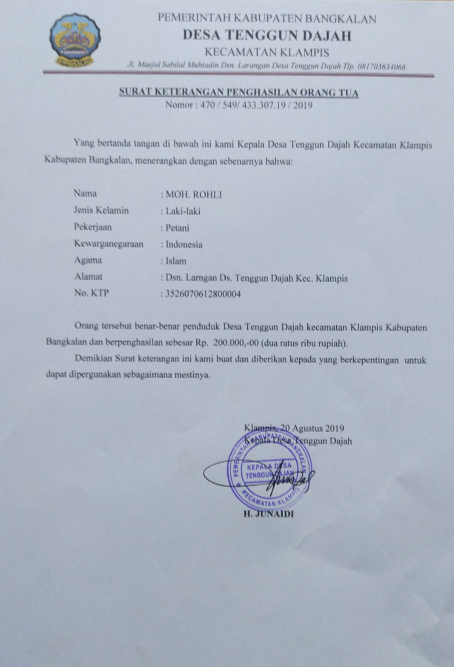 PEMERINTAH KABUPATEN BANGKALAN
DESA TENGGUN DAJAH
KECAMATAN KLAMPIS
Jl. Masjid Sabilal Muhtadin Dsn. Larangan Desa Tenggun Dajah Tlp. 081703634066
SURAT KETERANGAN PENGHASILAN ORANG TUA
Nomor : 470 / 549/ 433.307.19 / 2019
Yang bertanda tangan di bawah ini kami Kepala Desa Tenggun Dajah Kecamatan Klampis
Kabupaten Bangkalan, menerangkan dengan sebenarnya bahwa:
Nama : MOH. ROHLI
Jenis Kelamin : Laki-laki
Pekerjaan : Petani
Kewarganegaraan : Indonesia
Agama : Islam
Alamat : Dsn. Larngan Ds. Tenggun Dajah Kec. Klampis
No. KTP : 3526070612800004
Orang tersebut benar-benar penduduk Desa Tenggun Dajah kecamatan Klampis Kabupaten
Bangkalan dan berpenghasilan sebesar Rp. 200.000,-00 (dua ratus ribu rupiah).
Demikian Surat keterangan ini kami buat dan diberikan kepada yang berkepentingan untuk
dapat dipergunakan sebagaimana mestinya.
Klampis, 20 Agustus 2019
Kepala Desa Tenggun Dajah
PEMERINTAH KABUPATEN BANGKALAN
KEPALA DESA
TENGGUN DAJAH
KECAMATAN KLAMPIS
H. JUNAIDI